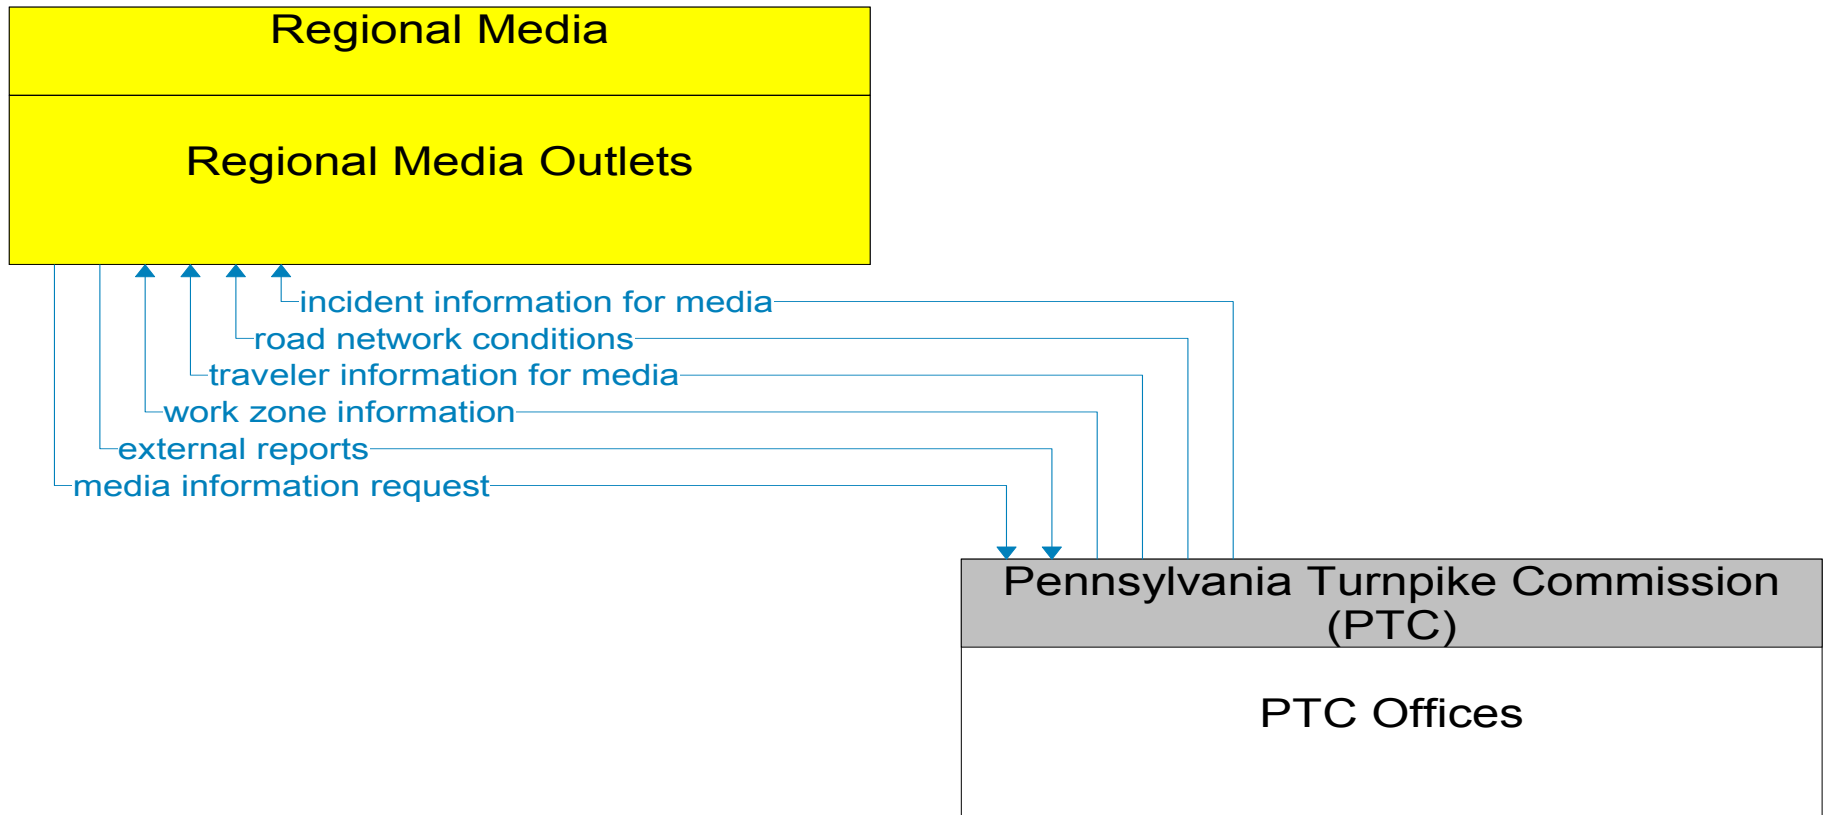 Regional Media
Regional Media Outlets
incident information for media
road network conditions
traveler information for media
work zone information
external reports
media information request
Pennsylvania Turnpike Commission
(PTC)
PTC Offices